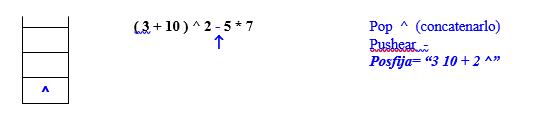 ( 3 + 10 ) ^ 2 - 5 * 7
^
Pop ^ (concatenarlo)
Pushear -
Posfija= “3 10 + 2 ^”